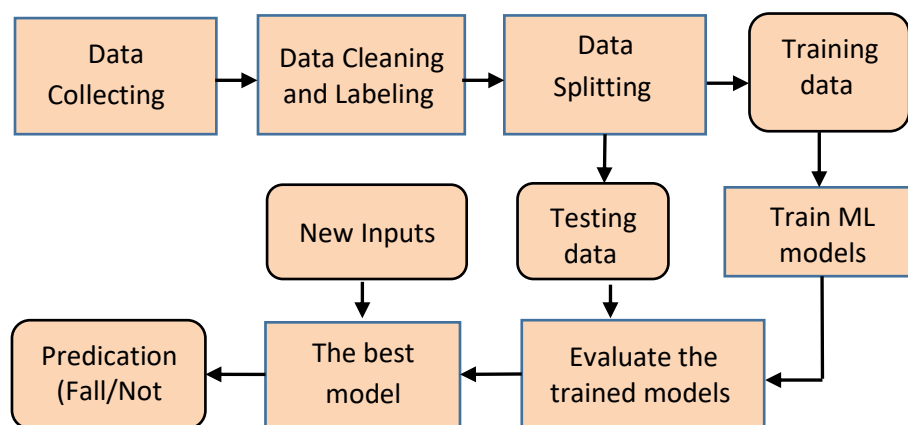 Data
Collecting
Data Cleaning
and Labeling
Data
Splitting
Training
data
New Inputs
Testing
data
Train ML
models
Predication
(Fall/Not
The best
model
Evaluate the
trained models